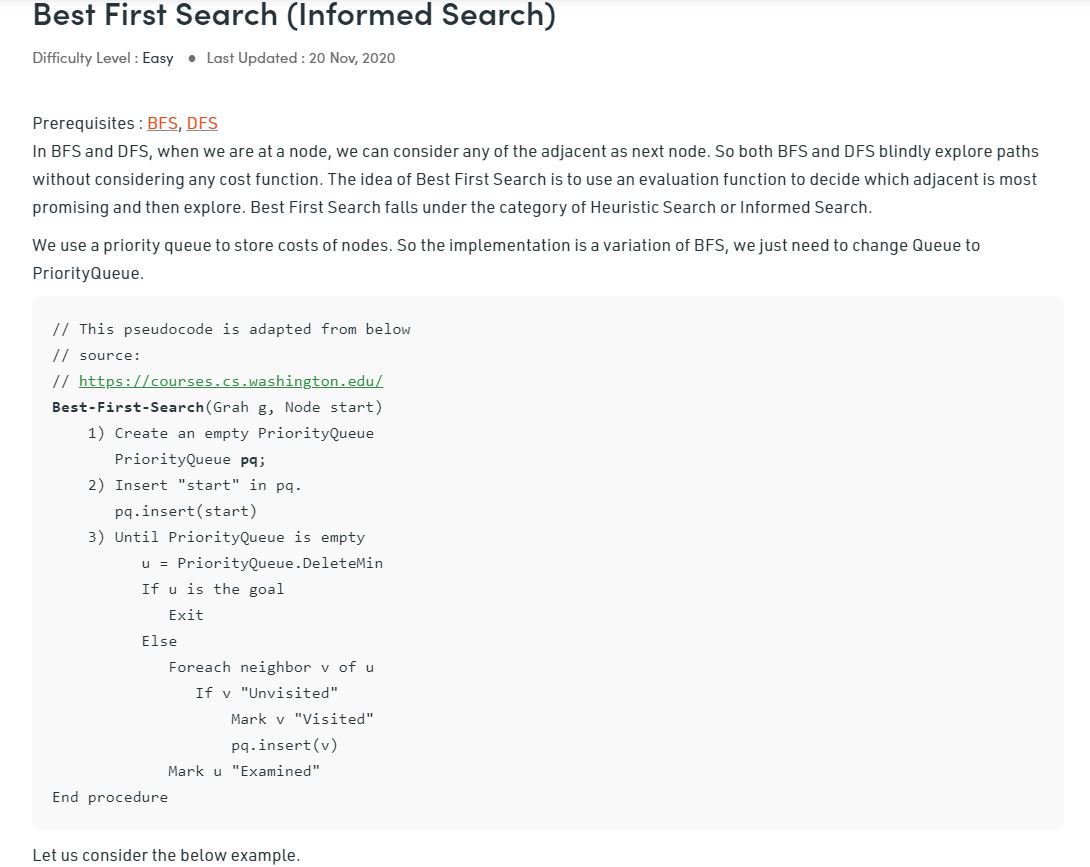 Best First Search (Informed Search)
Difficulty Level : Easy ● Last Updated : 20 Nov, 2020
Prerequisites : BFS, DFS
In BFS and DFS, when we are at a node, we can consider any of the adjacent as next node. So both BFS and DFS blindly explore paths
without considering any cost function. The idea of Best First Search is to use an evaluation function to decide which adjacent is most
promising and then explore. Best First Search falls under the category of Heuristic Search or Informed Search.
We use a priority queue to store costs of nodes. So the implementation is a variation of BFS, we just need to change Queue to
PriorityQueue.
// This pseudocode is adapted from below
// source:
// https://courses.cs.washington.edu/
Best-First-Search(Grah g, Node start)
    1) Create an empty PriorityQueue
       PriorityQueue pq;
    2) Insert "start" in pq.
       pq.insert(start)
    3) Until PriorityQueue is empty
          u = PriorityQueue.DeleteMin
          If u is the goal
             Exit
          Else
             Foreach neighbor v of u
                If v "Unvisited"
                    Mark v "Visited"
                    pq.insert(v)
             Mark u "Examined"
End procedure
Let us consider the below example.